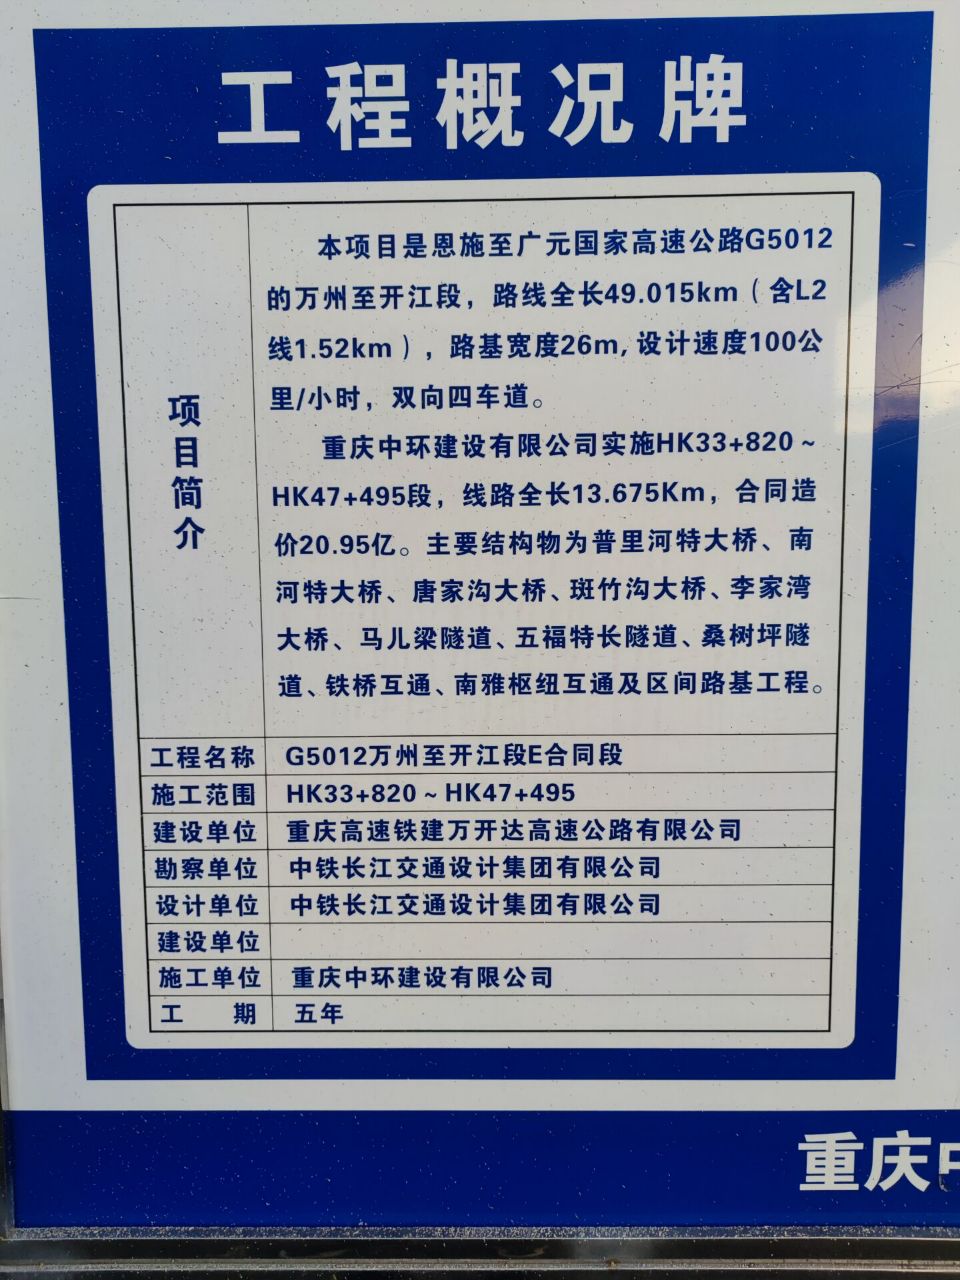 工程概况牌
本项目是恩施至广元国家高速公路G5012
的万州至开江段，路线全长49.015km（含L2
线1.52km），路基宽度26m,设计速度100公
里/小时，双向四车道。
项目简介
重庆中环建设有限公司实施HK33+820～
HK47+495段，线路全长13.675Km，合同造
价20.95亿。主要结构物为普里河特大桥、南
河特大桥、唐家沟大桥、斑竹沟大桥、李家湾
大桥、马儿梁隧道、五福特长隧道、桑树坪隧
道、铁桥互通、南雅枢纽互通及区间路基工程。
工程名称 G5012万州至开江段E合同段
施工范围 HK33+820～HK47+495
建设单位 重庆高速铁建万开达高速公路有限公司
勘察单位 中铁长江交通设计集团有限公司
设计单位 中铁长江交通设计集团有限公司
建设单位
施工单位 重庆中环建设有限公司
工 期 五年
重庆中